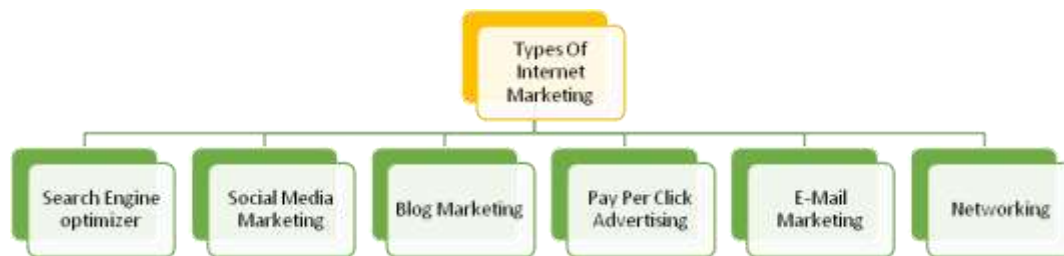 Types Of
Internet
Marketing
Search Engine
optimizer
Social Media
Marketing
Blog Marketing
Pay Per Click
Advertising
E-Mail
Marketing
Networking